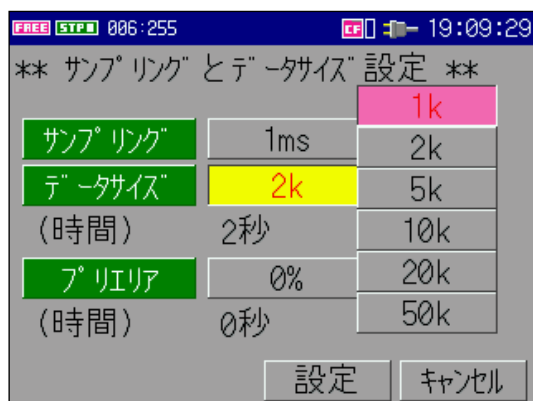 FREE STP 006:255 CF 19:09:29
** サンプリングとデータサイズ設定 **
サンプリング 1ms
データサイズ 2k
(時間) 2秒
プリエリア 0%
(時間) 0秒
1k
2k
5k
10k
20k
50k
設定 キャンセル